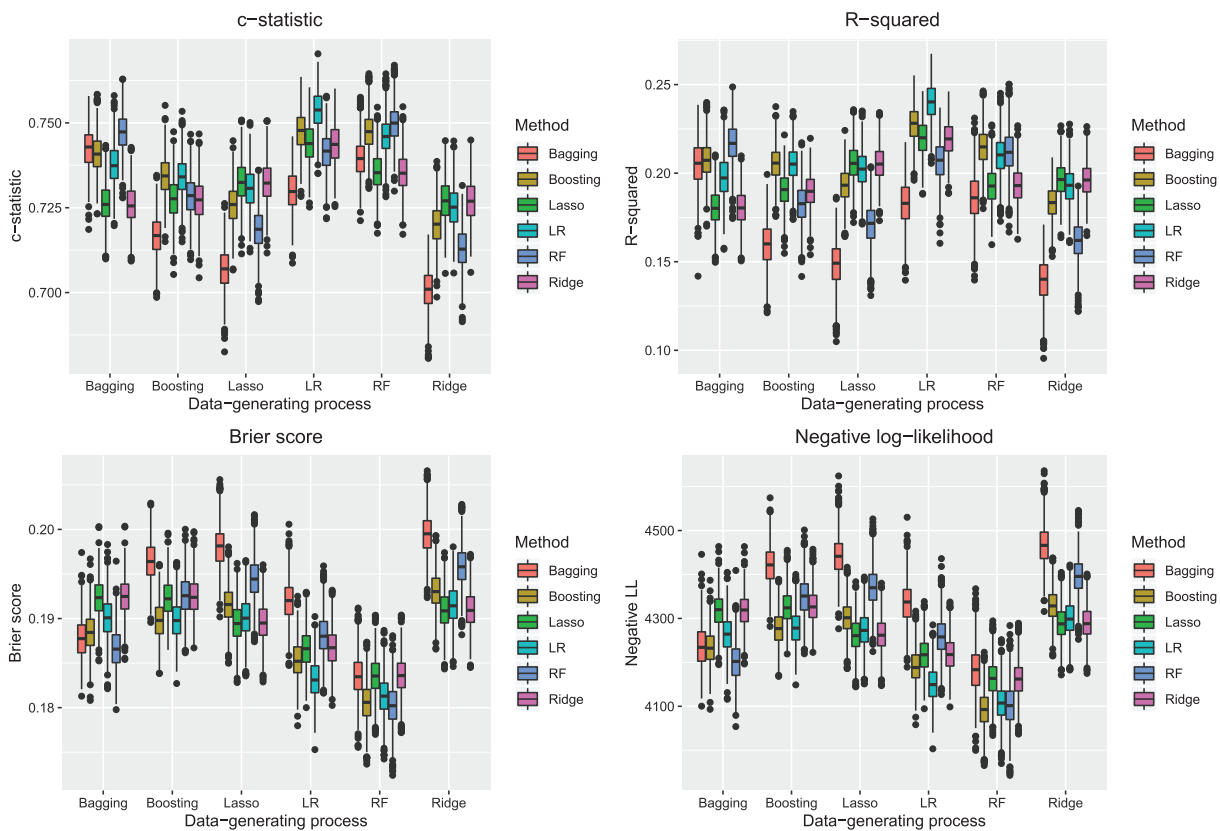 c−statistic
0.750
0.725
0.700
c−statistic
Bagging Boosting Lasso LR RF Ridge
Data−generating process
Method
Bagging
Boosting
Lasso
LR
RF
Ridge
R−squared
0.25
0.20
0.15
0.10
R−squared
Bagging Boosting Lasso LR RF Ridge
Data−generating process
Method
Bagging
Boosting
Lasso
LR
RF
Ridge
Brier score
0.20
0.19
0.18
Brier score
Bagging Boosting Lasso LR RF Ridge
Data−generating process
Method
Bagging
Boosting
Lasso
LR
RF
Ridge
Negative log−likelihood
4500
4300
4100
Negative LL
Bagging Boosting Lasso LR RF Ridge
Data−generating process
Method
Bagging
Boosting
Lasso
LR
RF
Ridge